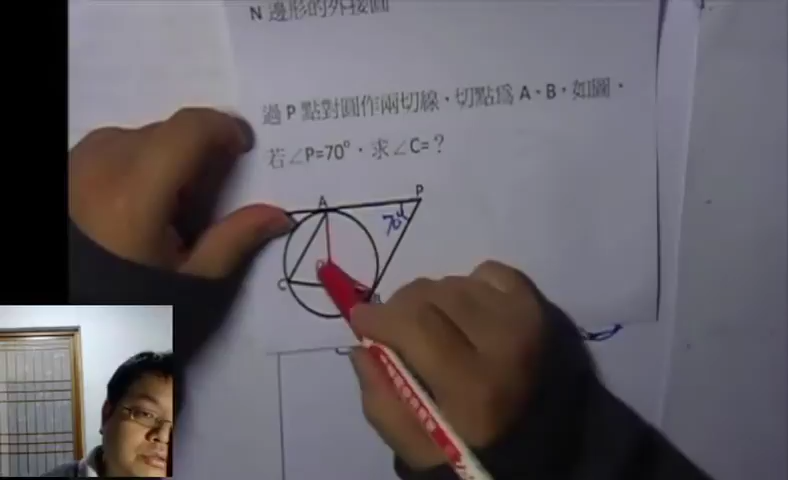 N 邊形的外接圓
過 P 點對圓作兩切線，切點爲 A、B，如圖，
若∠P=70°，求∠C=？
A
P
70°
C